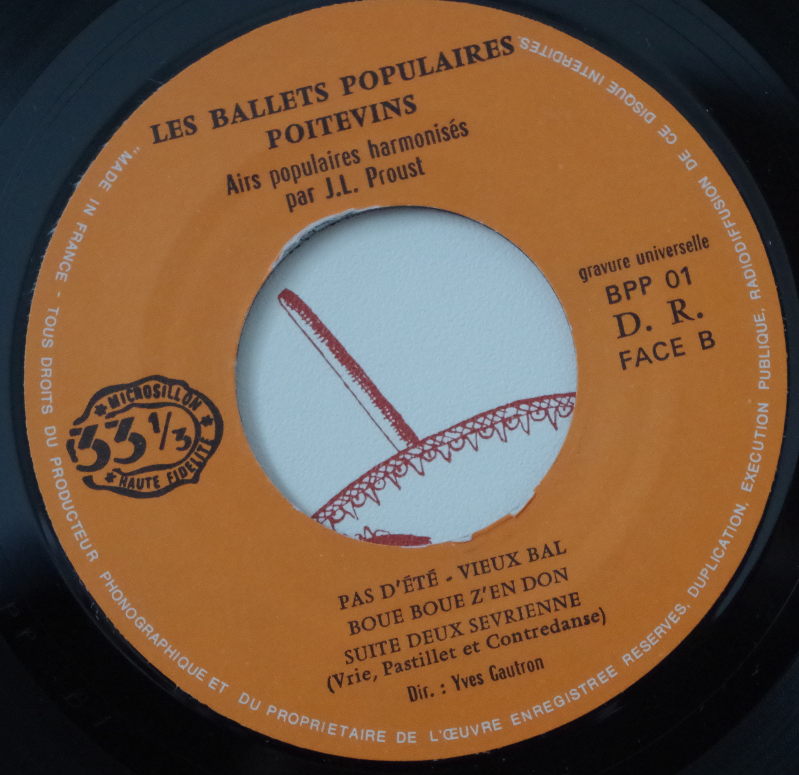 LES BALLETS POPULAIRES
POITEVINS
Airs populaires harmonisés
par J.L. Proust
gravure universelle
BPP 01
D. R.
FACE B
MICROSILLON
33 1/3
HAUTE FIDELITE
PAS D'ÉTÉ - VIEUX BAL
BOUE BOUE Z'EN DON
SUITE DEUX SEVRIENNE
(Vrie, Pastillet et Contredanse)
Dir. : Yves Gautron
"MADE IN FRANCE - TOUS DROITS DU PRODUCTEUR PHONOGRAPHIQUE ET DU PROPRIETAIRE DE L'ŒUVRE ENREGISTREE RESERVES, DUPLICATION, EXECUTION PUBLIQUE, RADIODIFFUSION DE CE DISQUE INTERDITES.